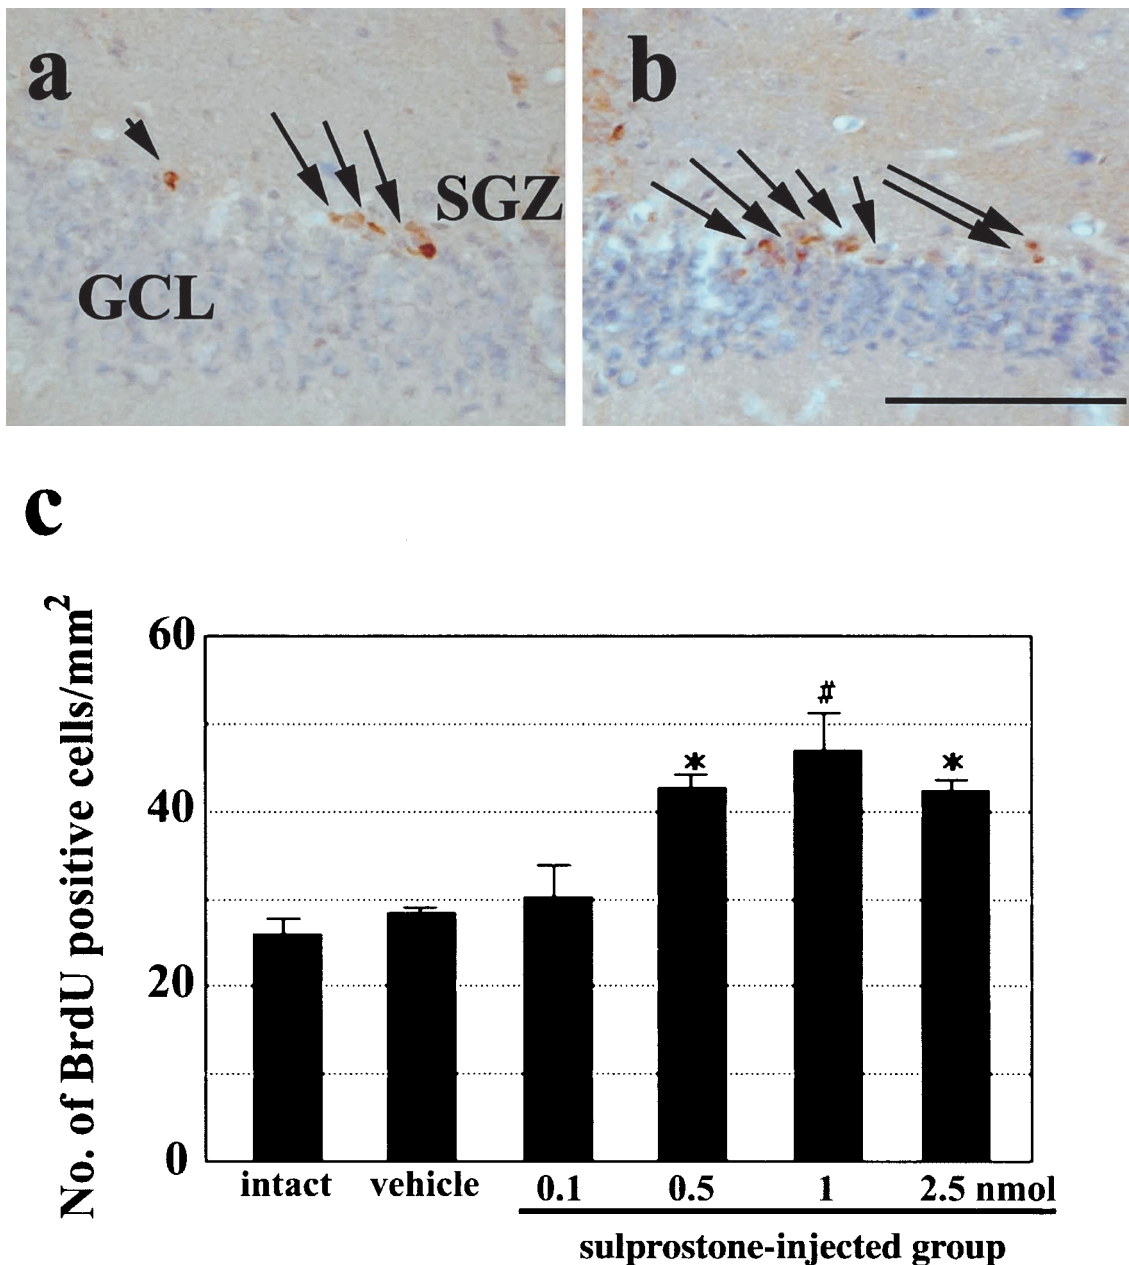 a
b
SGZ
GCL
c
No. of BrdU positive cells/mm²
60
40
20
0
#
*
*
intact vehicle 0.1 0.5 1 2.5 nmol
sulprostone-injected group